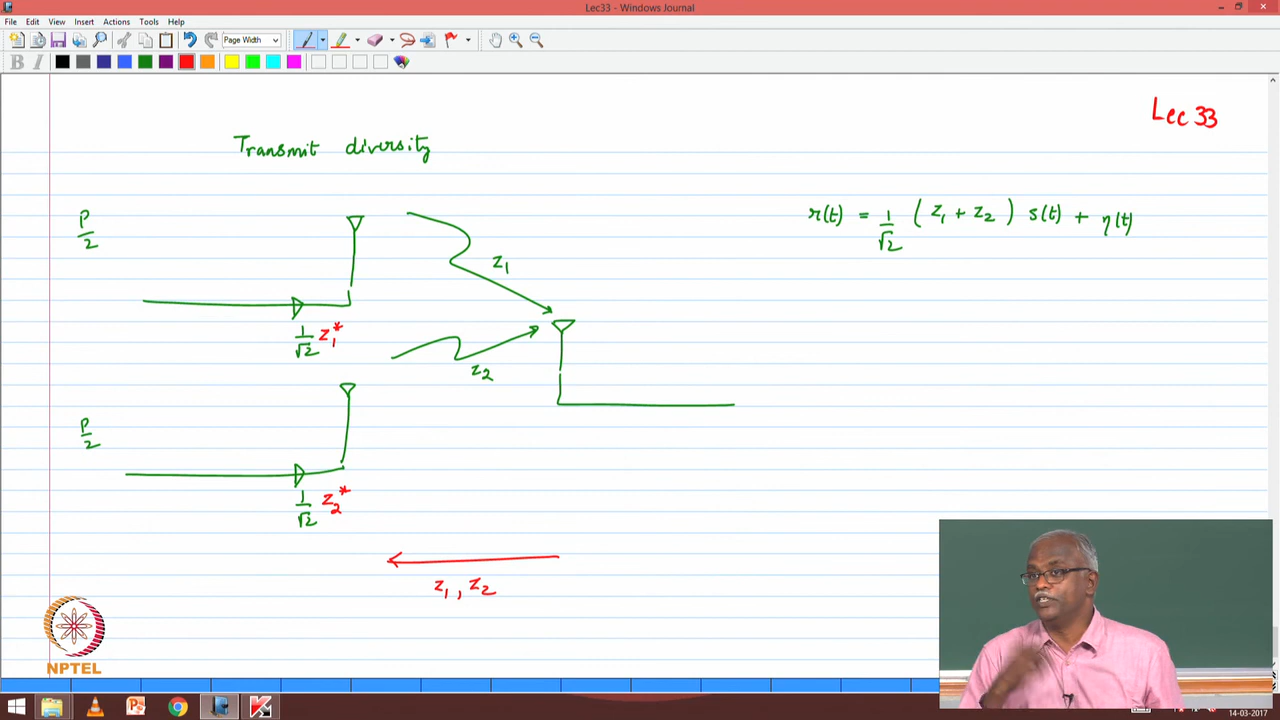 Lec33 - Windows Journal
File Edit View Insert Actions Tools Help
Page Width
B I
Lec 33
Transmit diversity
P/2
r(t) = 1/√2 (z₁ + z₂) s(t) + η(t)
z₁
1/√2 z₁*
z₂
P/2
1/√2 z₂*
z₁, z₂
NPTEL
14-03-2017